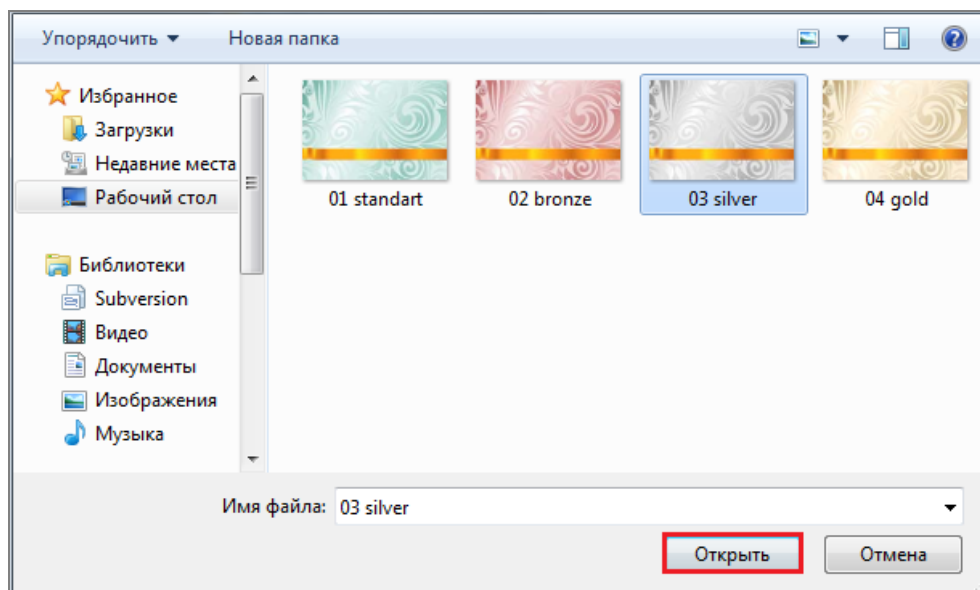 Упорядочить Новая папка
Избранное
Загрузки
Недавние места
Рабочий стол
Библиотеки
Subversion
Видео
Документы
Изображения
Музыка
01 standart 02 bronze 03 silver 04 gold
Имя файла: 03 silver
Открыть Отмена